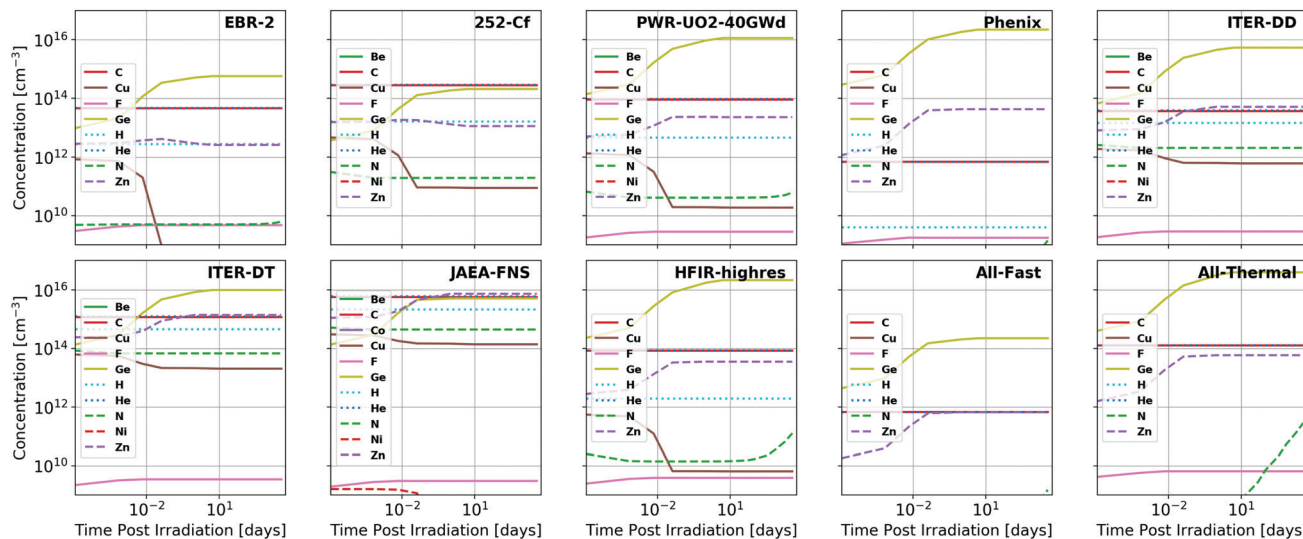 EBR-2
252-Cf
PWR-UO2-40GWd
Phenix
ITER-DD
Concentration [cm⁻³]
10¹⁶
10¹⁴
10¹²
10¹⁰
C
Cu
F
Ge
H
He
N
Zn
Be
C
Cu
F
Ge
H
He
N
Ni
Zn
C
Cu
F
Ge
H
He
N
Zn
C
F
Ge
H
He
N
Zn
Be
C
Cu
F
Ge
H
He
N
Ni
Zn
ITER-DT
JAEA-FNS
HFIR-highres
All-Fast
All-Thermal
Concentration [cm⁻³]
10¹⁶
10¹⁴
10¹²
10¹⁰
Be
C
Cu
F
Ge
H
He
N
Ni
Zn
Be
C
Co
Cu
F
Ge
H
He
N
Ni
Zn
C
Cu
F
Ge
H
He
N
Zn
C
F
Ge
H
He
N
Zn
C
F
Ge
H
He
N
Zn
10⁻² 10¹
10⁻² 10¹
10⁻² 10¹
10⁻² 10¹
10⁻² 10¹
Time Post Irradiation [days]
Time Post Irradiation [days]
Time Post Irradiation [days]
Time Post Irradiation [days]
Time Post Irradiation [days]